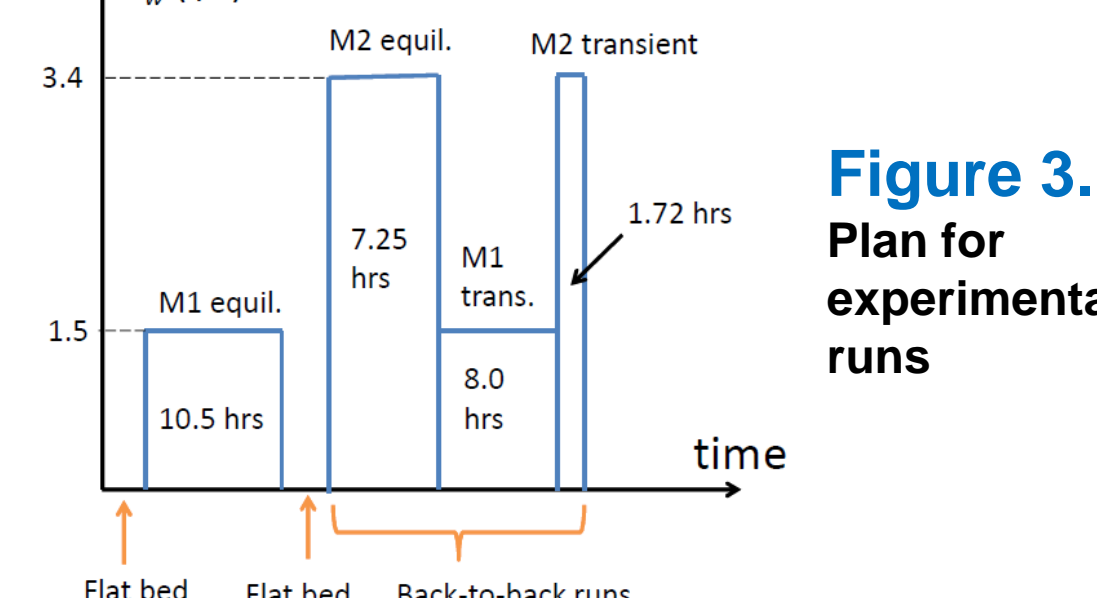 M2 equil.
M2 transient
3.4
1.72 hrs
7.25
hrs
M1
trans.
M1 equil.
1.5
8.0
hrs
10.5 hrs
time
Flat bed
Flat bed
Back-to-back runs
Figure 3.
Plan for
experimenta
runs